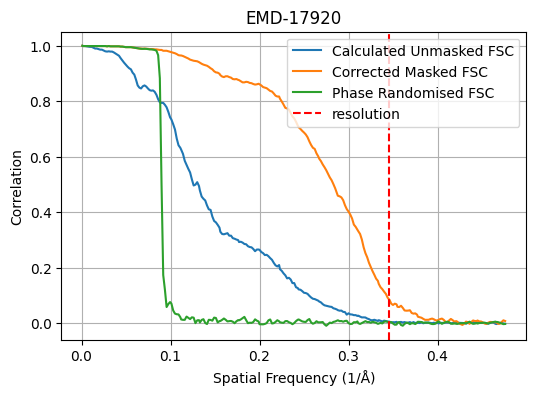 EMD-17920
1.0
0.8
0.6
0.4
0.2
0.0
Correlation
Calculated Unmasked FSC
Corrected Masked FSC
Phase Randomised FSC
resolution
0.0 0.1 0.2 0.3 0.4
Spatial Frequency (1/Å)